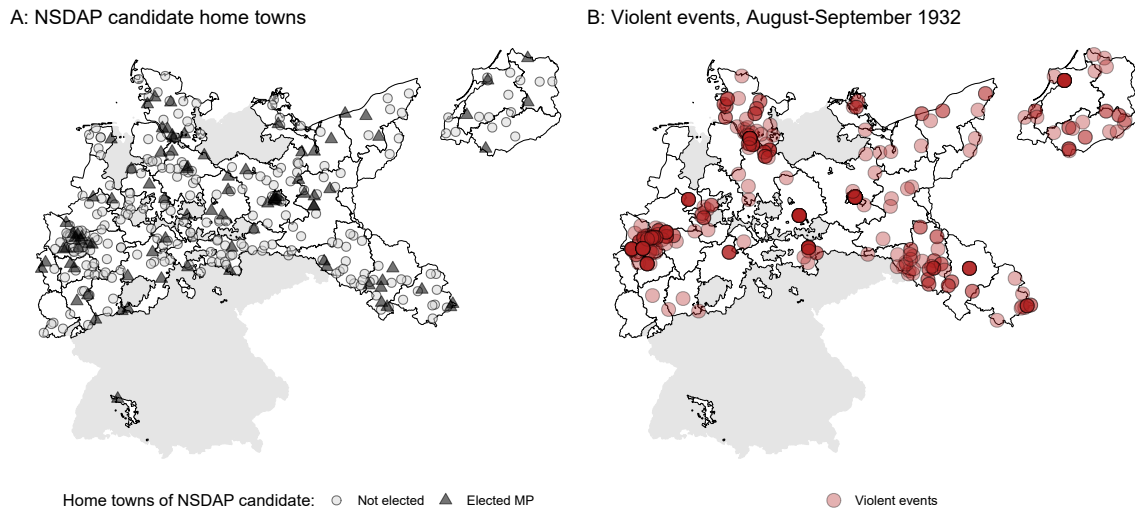 A: NSDAP candidate home towns
B: Violent events, August-September 1932
Home towns of NSDAP candidate:
Not elected
Elected MP
Violent events